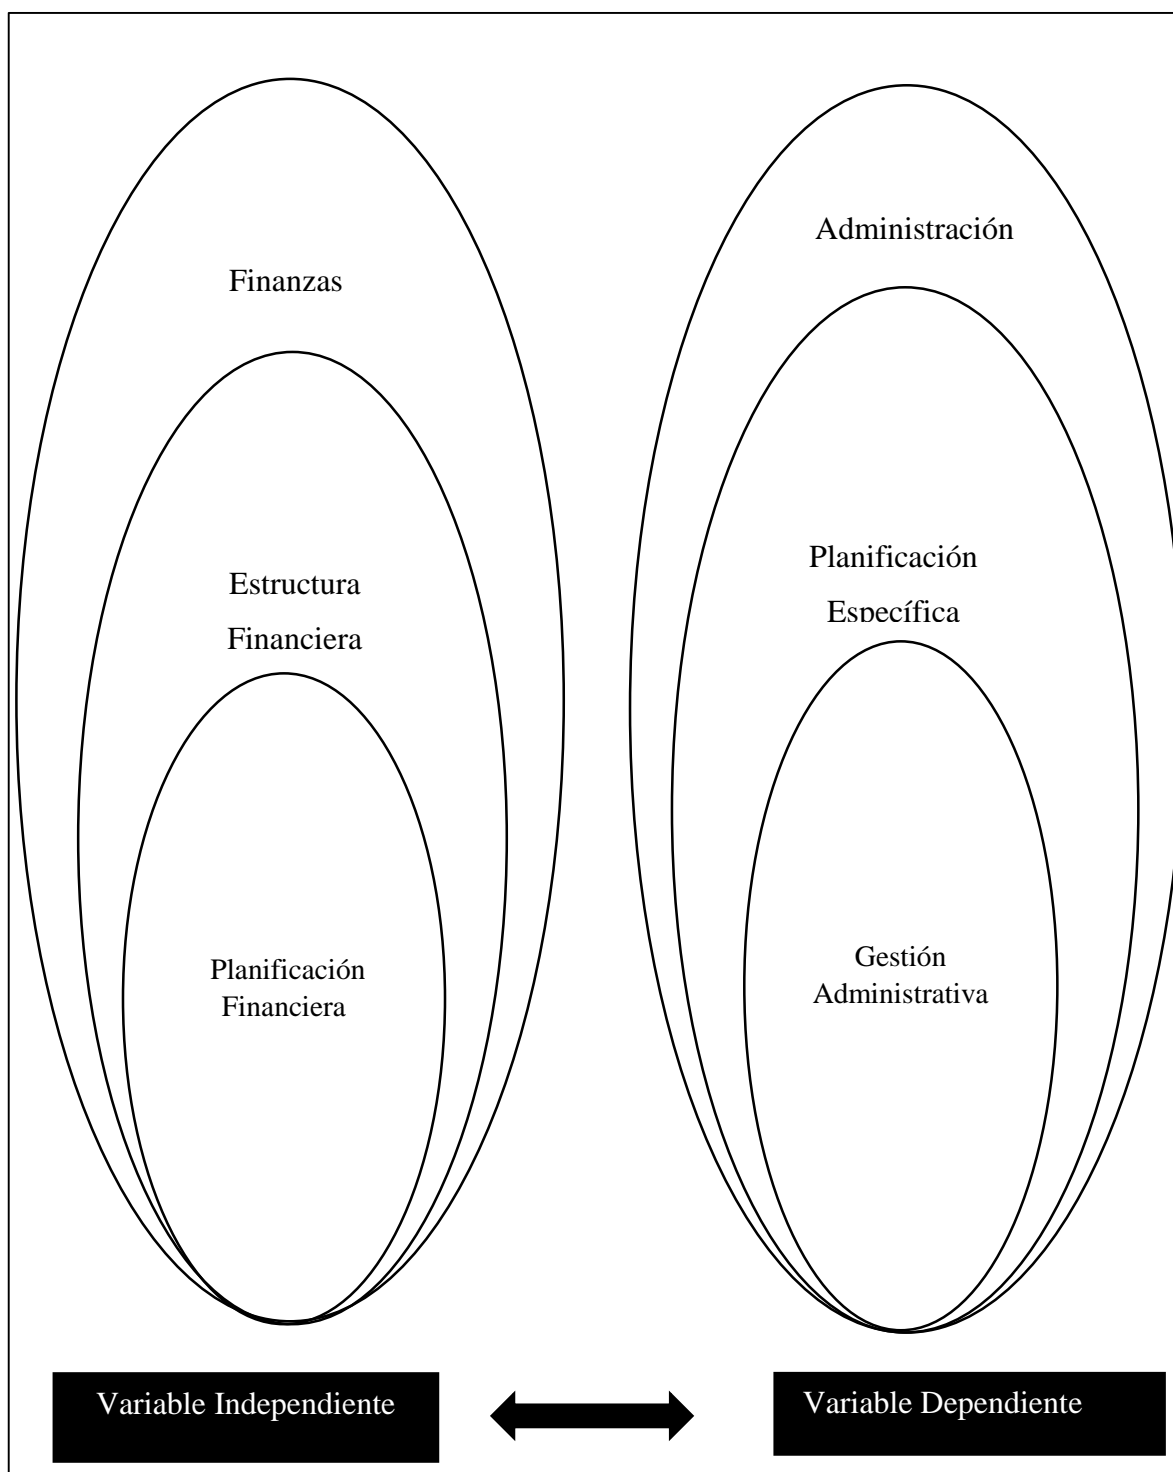 Finanzas
Estructura
Financiera
Planificación
Financiera
Variable Independiente
Administración
Planificación
Específica
Gestión
Administrativa
Variable Dependiente